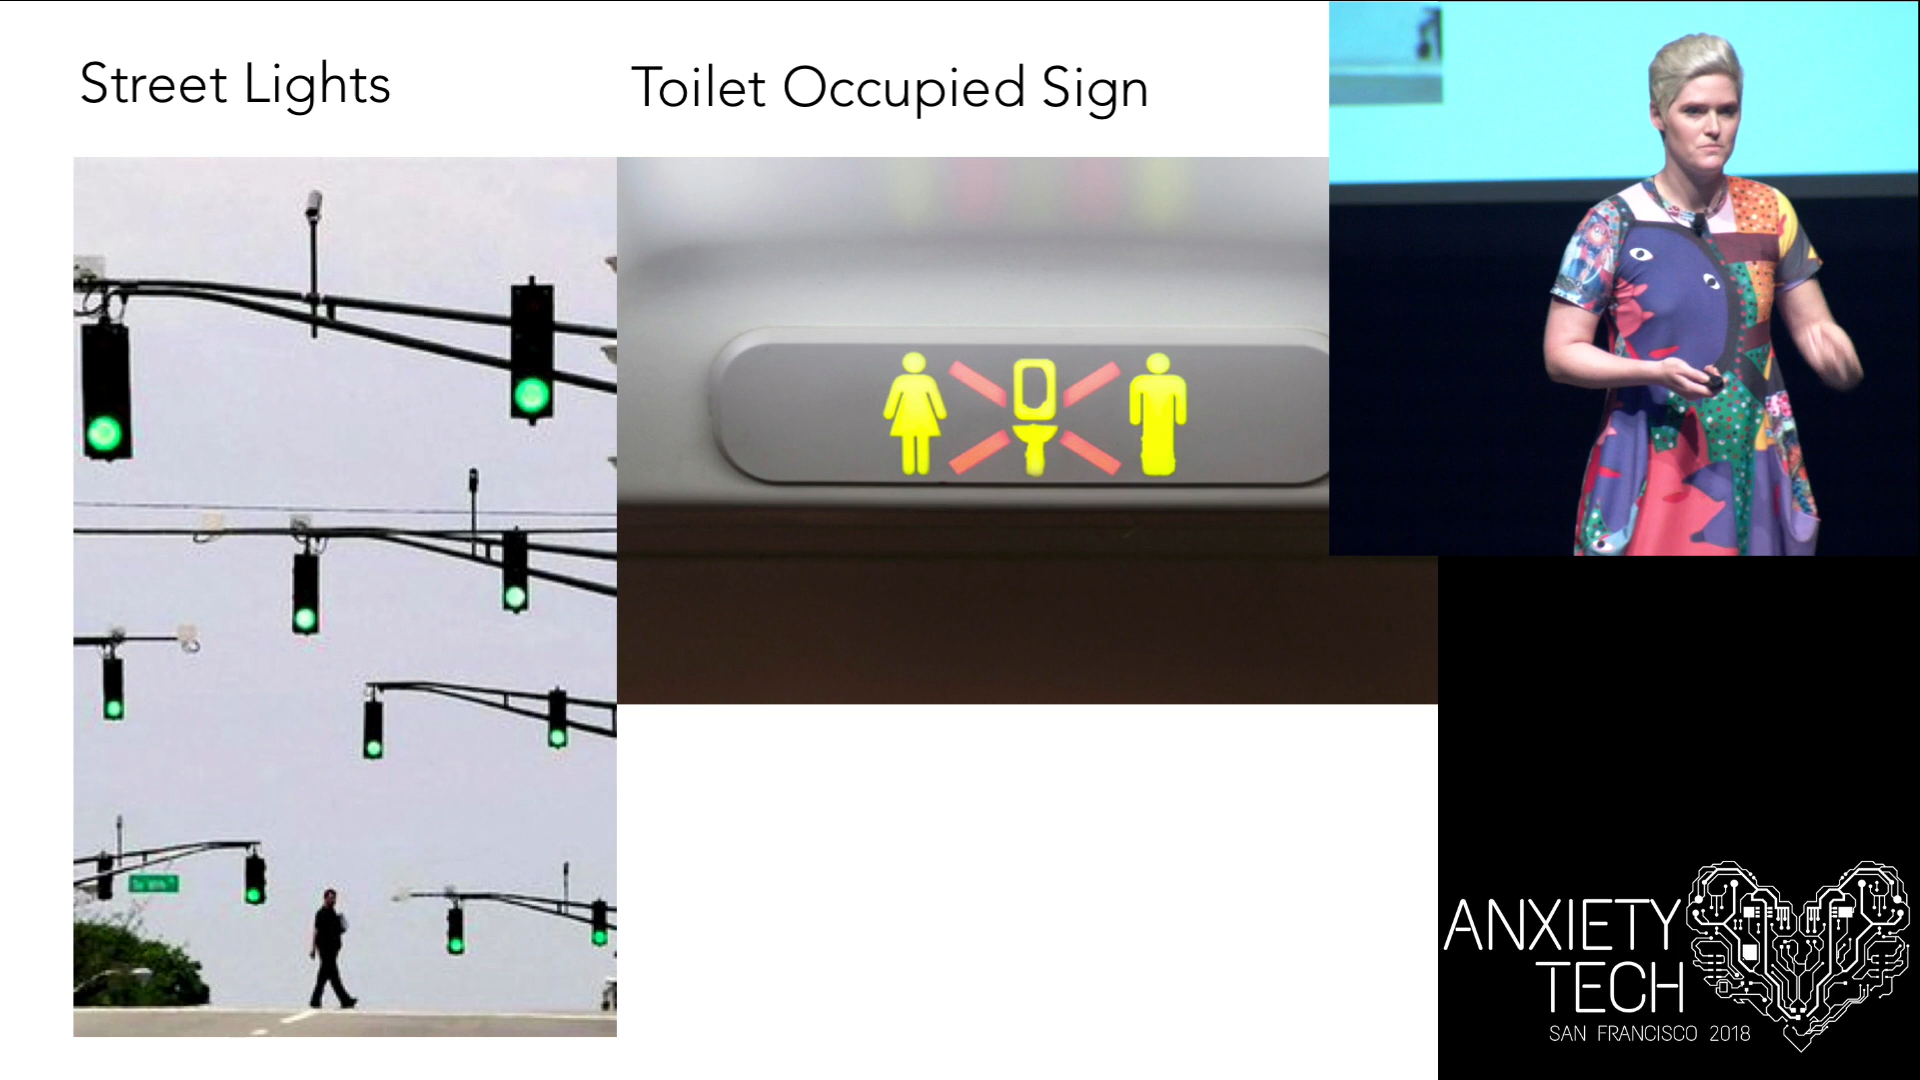 Street Lights
Toilet Occupied Sign
ANXIETY
TECH
SAN FRANCISCO 2018